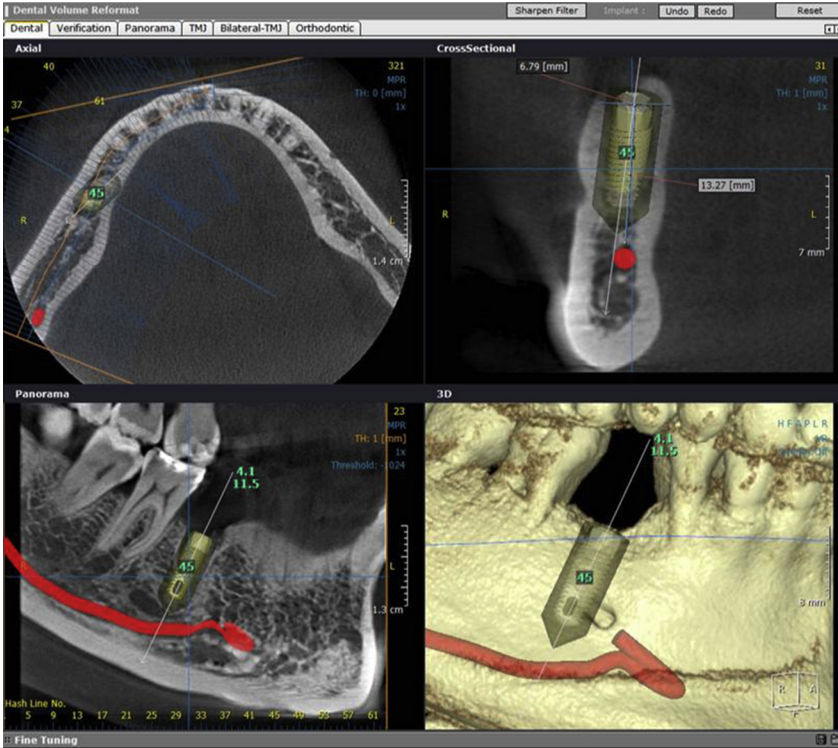 Dental Volume Reformat
Sharpen Filter Implant : Undo Redo Reset
Dental Verification Panorama TMJ Bilateral-TMJ Orthodontic
Axial
40
321
MPR
TH: 0 [mm]
1x
37
61
4
45
R
L
1.4 cm
CrossSectional
6.79 [mm]
31
MPR
TH: 1 [mm]
1x
45
13.27 [mm]
R
L
7 mm
Panorama
23
MPR
TH: 1 [mm]
1x
Threshold: -1024
4.1
11.5
45
R
L
1.3 cm
Hash Line No.
1 5 9 13 17 21 25 29 33 37 41 45 49 53 57 61
3D
H F A P L R
4.1
11.5
45
8 mm
R A
F
Fine Tuning